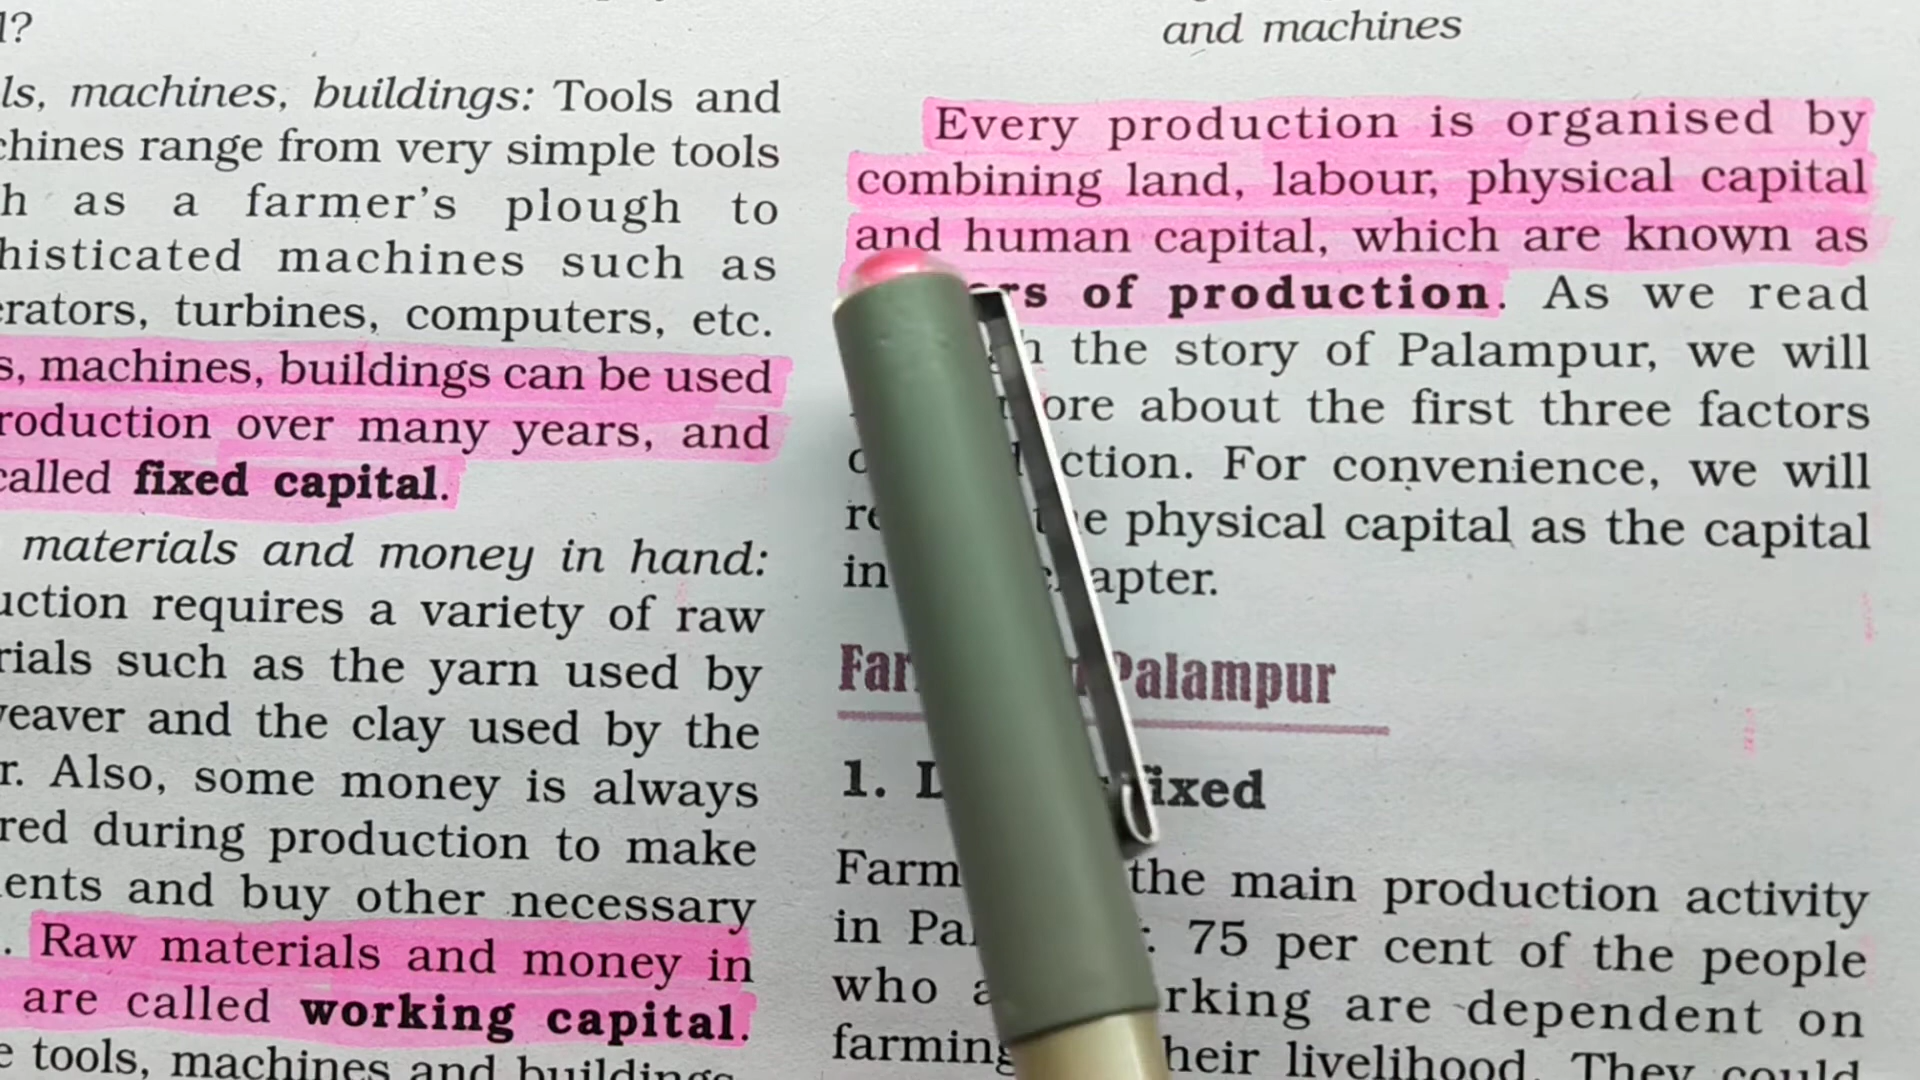 l?
ls, machines, buildings: Tools and
chines range from very simple tools
h as a farmer's plough to
histicated machines such as
erators, turbines, computers, etc.
s, machines, buildings can be used
roduction over many years, and
called fixed capital.
materials and money in hand:
uction requires a variety of raw
rials such as the yarn used by
veaver and the clay used by the
r. Also, some money is always
red during production to make
ents and buy other necessary
. Raw materials and money in
are called working capital.
e tools, machines and buildings,
and machines
Every production is organised by
combining land, labour, physical capital
and human capital, which are known as
rs of production. As we read
h the story of Palampur, we will
ore about the first three factors
ction. For convenience, we will
e physical capital as the capital
in apter.
Far Palampur
1. L fixed
Farm the main production activity
in Pa : 75 per cent of the people
who a rking are dependent on
farming heir livelihood. They could